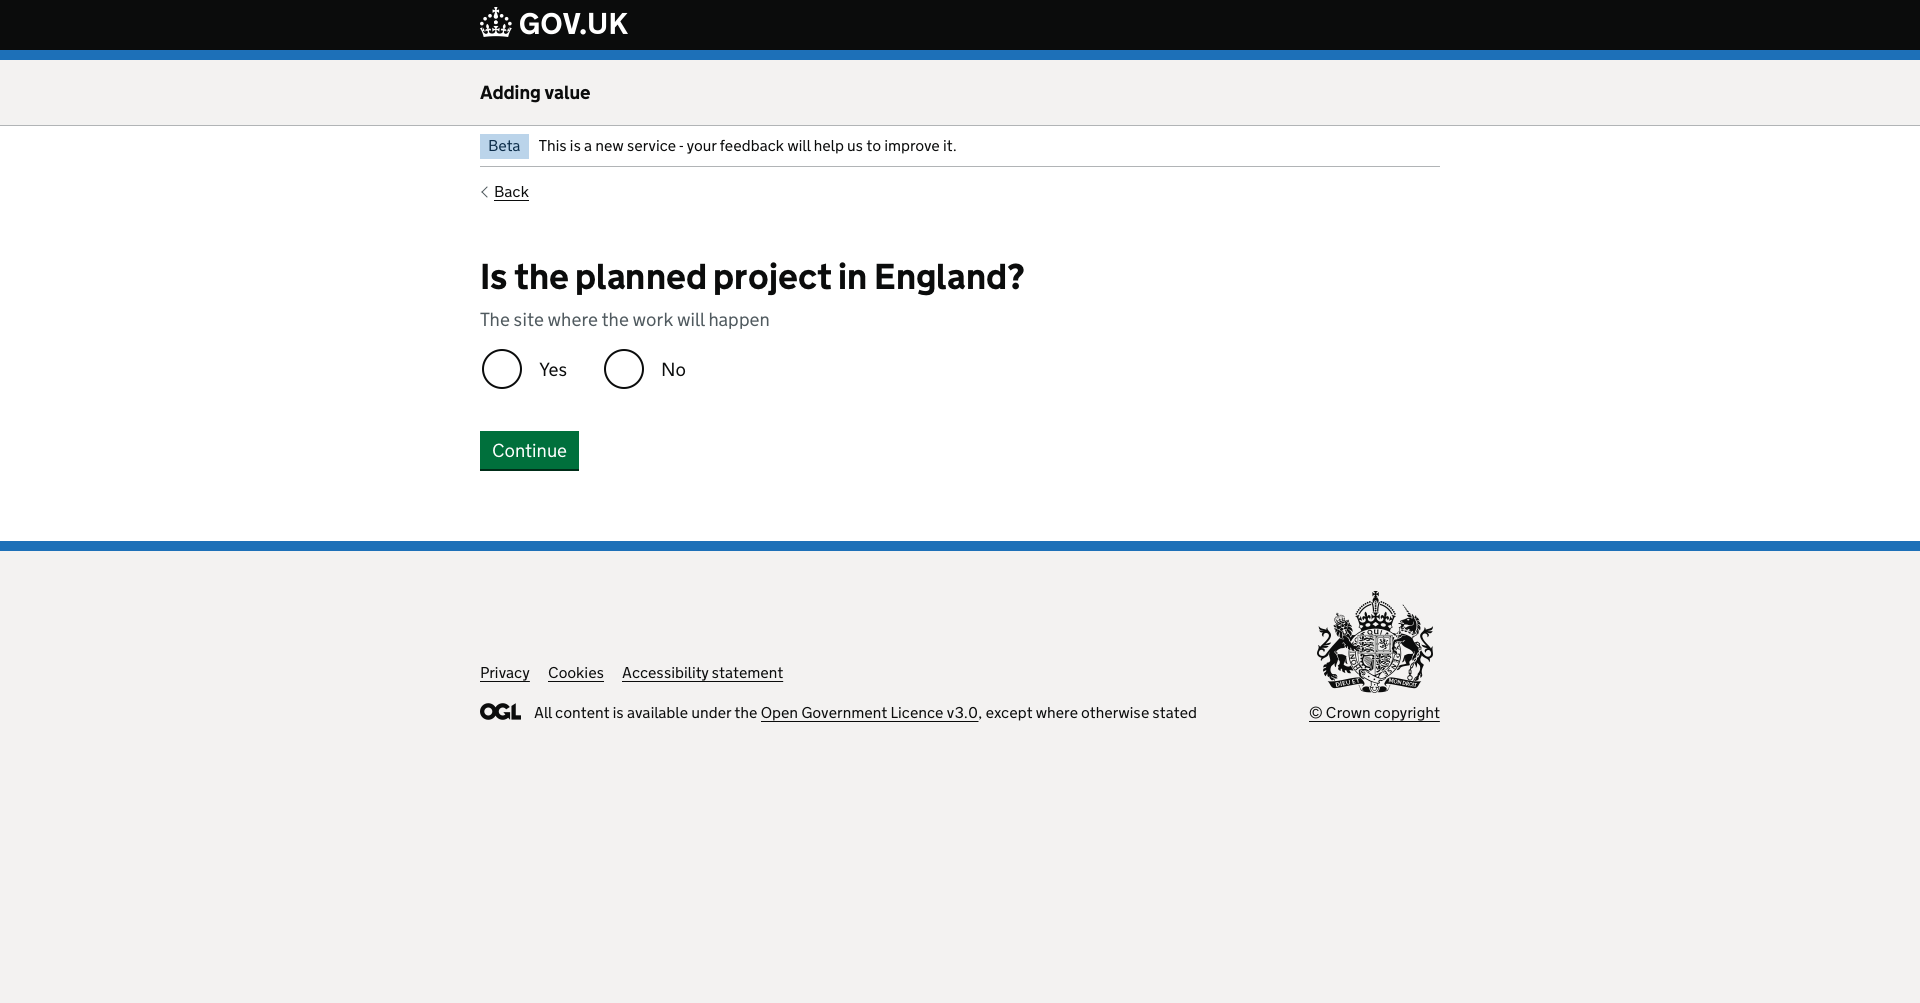 GOV.UK
Adding value
Beta This is a new service - your feedback will help us to improve it.
Back
Is the planned project in England?
The site where the work will happen
Yes No
Continue
Privacy Cookies Accessibility statement
OGL All content is available under the Open Government Licence v3.0, except where otherwise stated
© Crown copyright